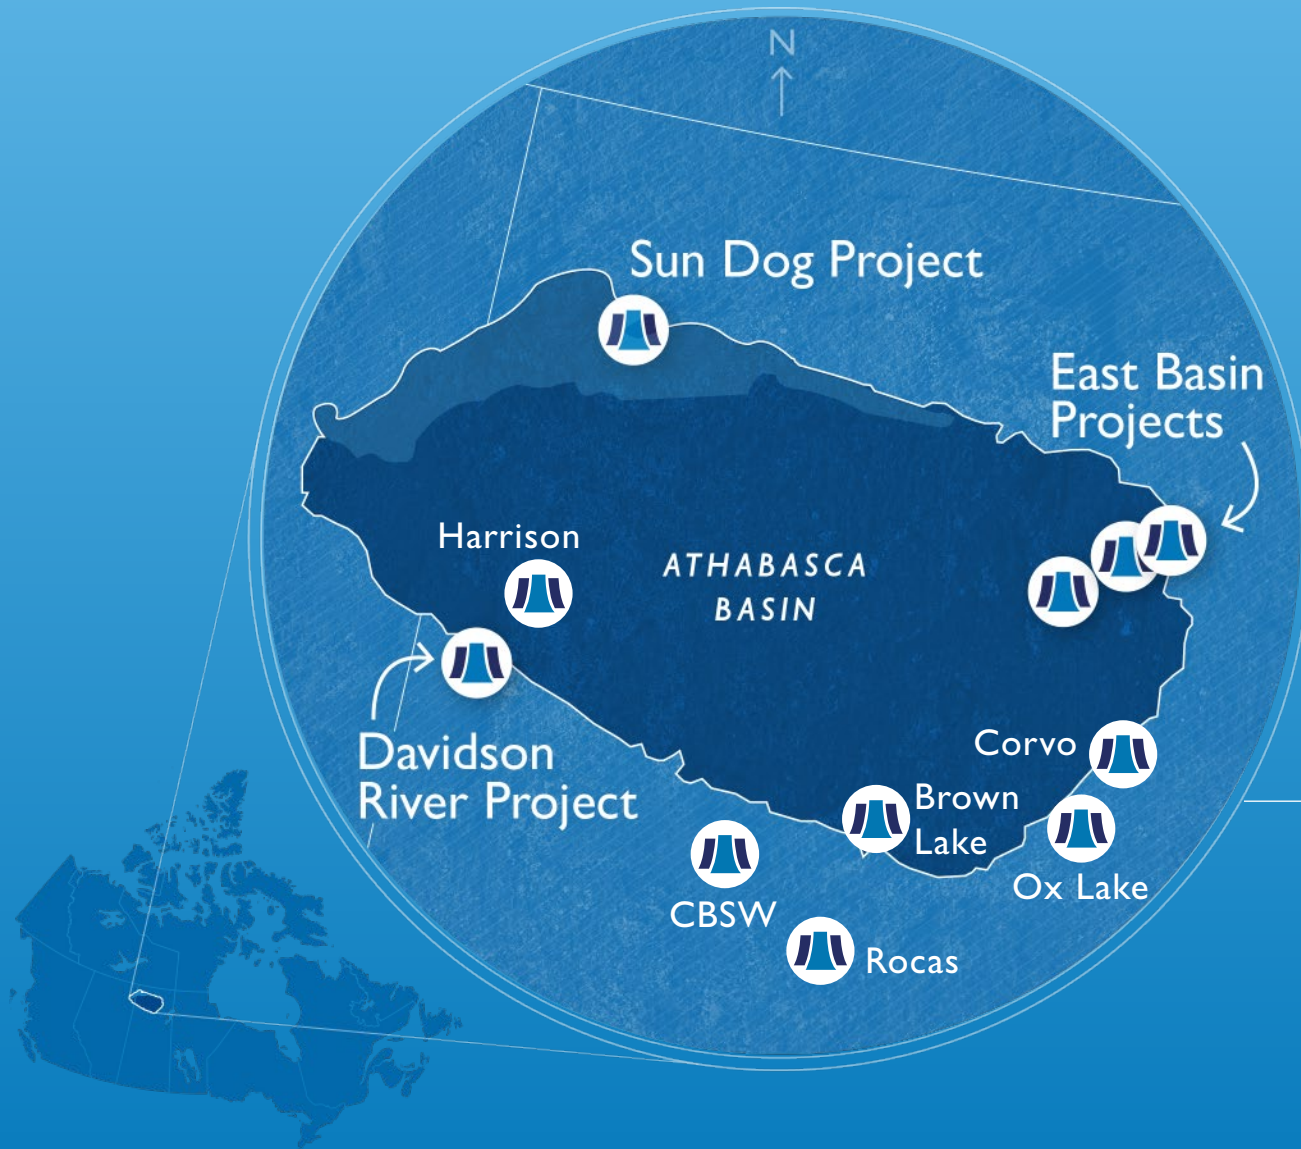 N
Sun Dog Project
East Basin
Projects
Harrison
ATHABASCA
BASIN
Davidson
River Project
Corvo
Brown
Lake
Ox Lake
CBSW
Rocas